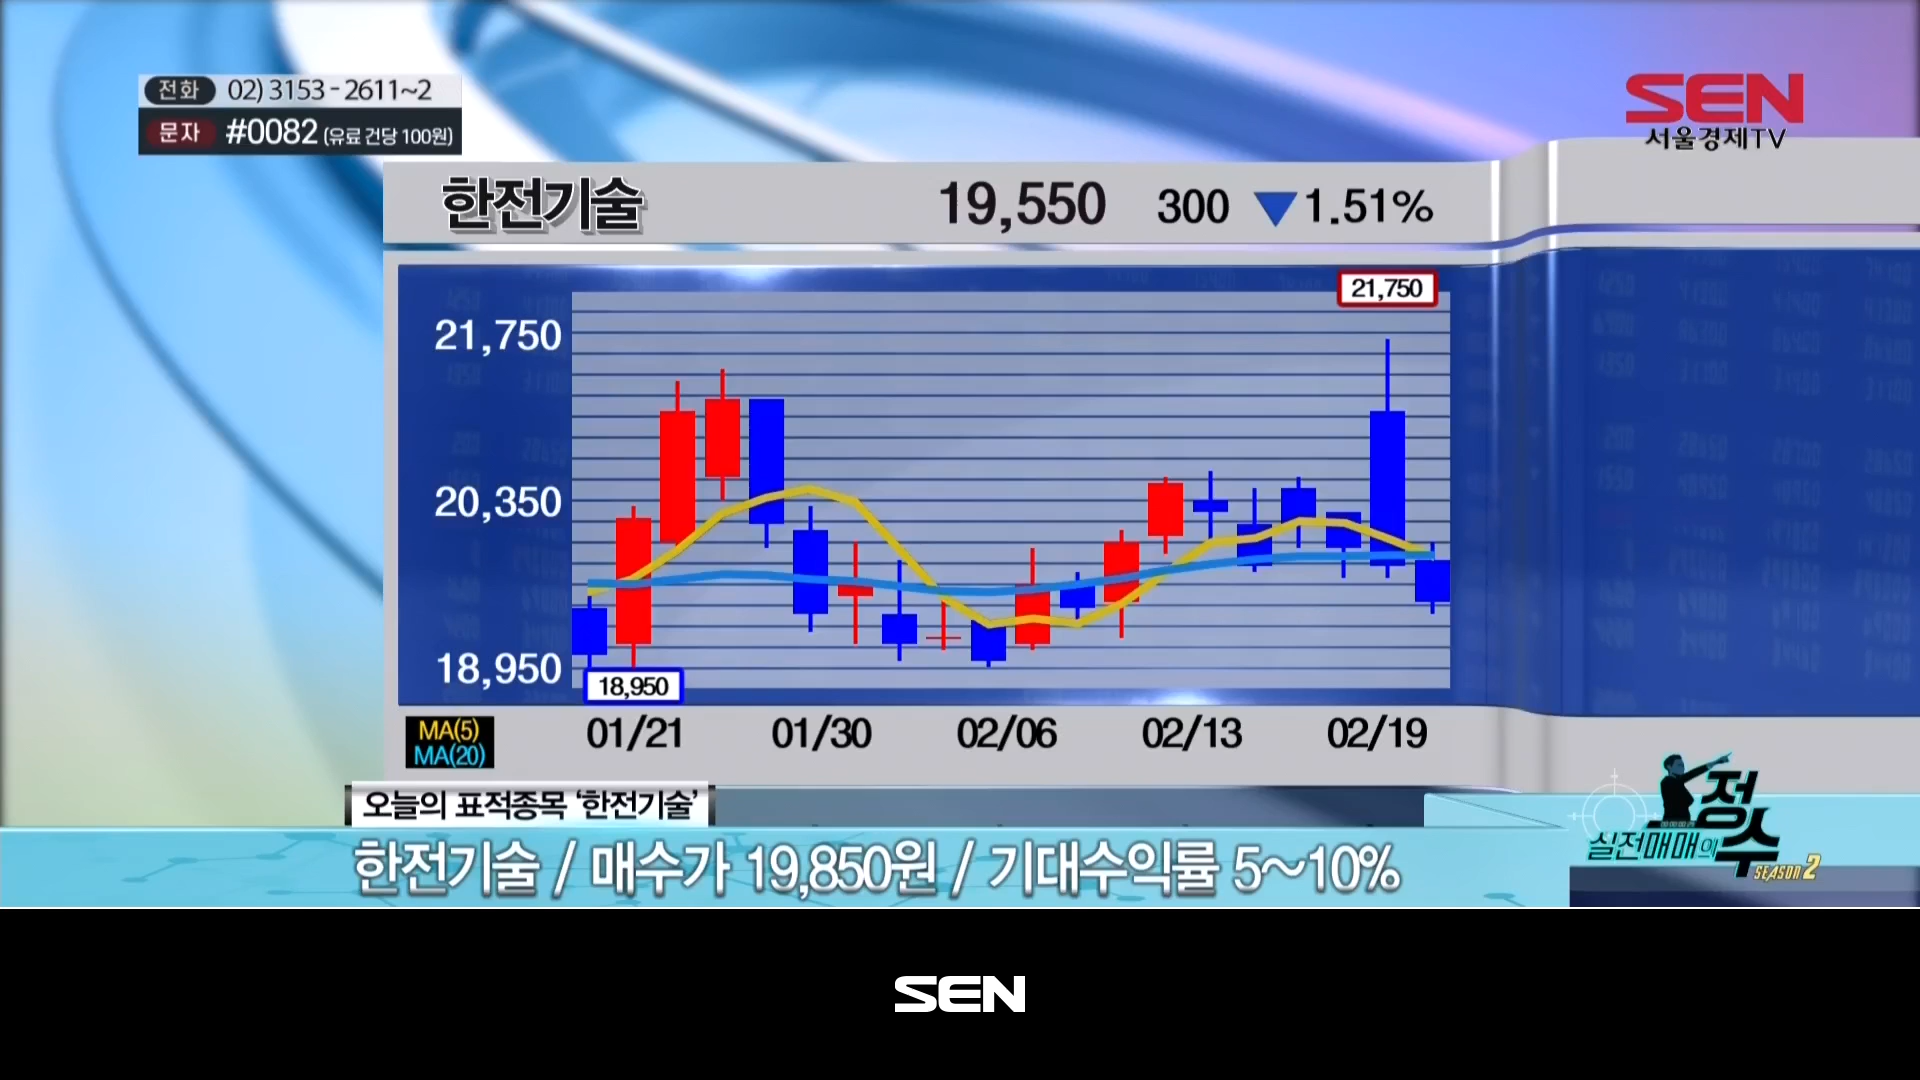 전화 02) 3153-2611~2
문자 #0082 (유료 건당 100원)
SEN
서울경제TV
한전기술 19,550 300 ▼1.51%
21,750
21,750
20,350
18,950
18,950
MA(5)
MA(20)
01/21 01/30 02/06 02/13 02/19
오늘의 표적종목 '한전기술'
한전기술 / 매수가 19,850원 / 기대수익률 5~10%
실전매매의 정수
SEASON 2
SEN